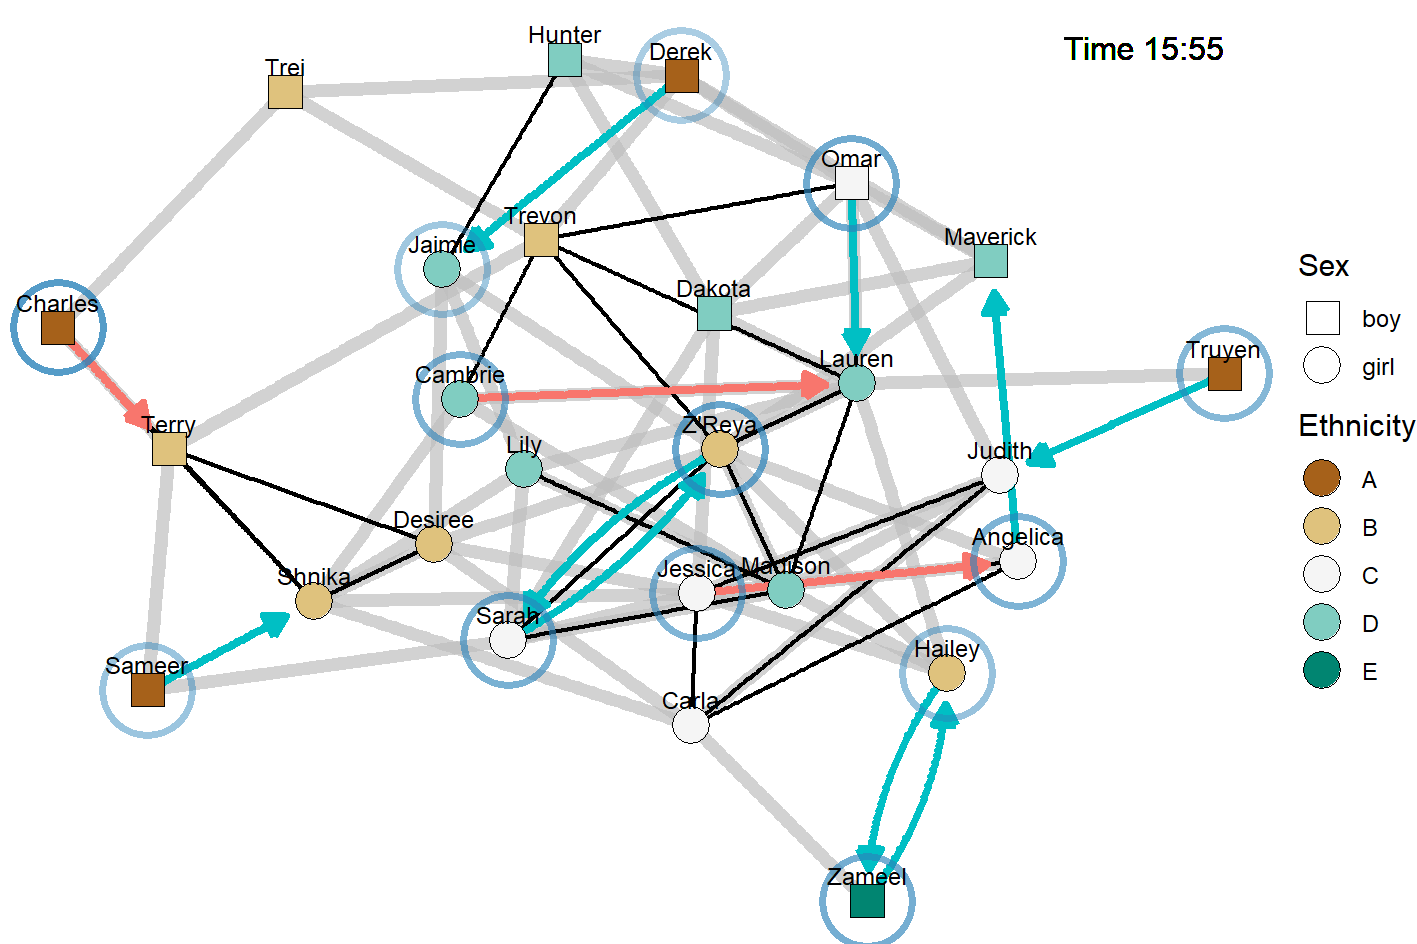 Time 15:55
Hunter
Derek
Trej
Omar
Trevon
Jaimie
Maverick
Dakota
Charles
Truyen
Lauren
Cambrie
Terry
Z'Reya
Lily
Judith
Desiree
Angelica
Jessica
Madison
Shnika
Sarah
Hailey
Sameer
Carla
Zameel
Sex
boy
girl
Ethnicity
A
B
C
D
E